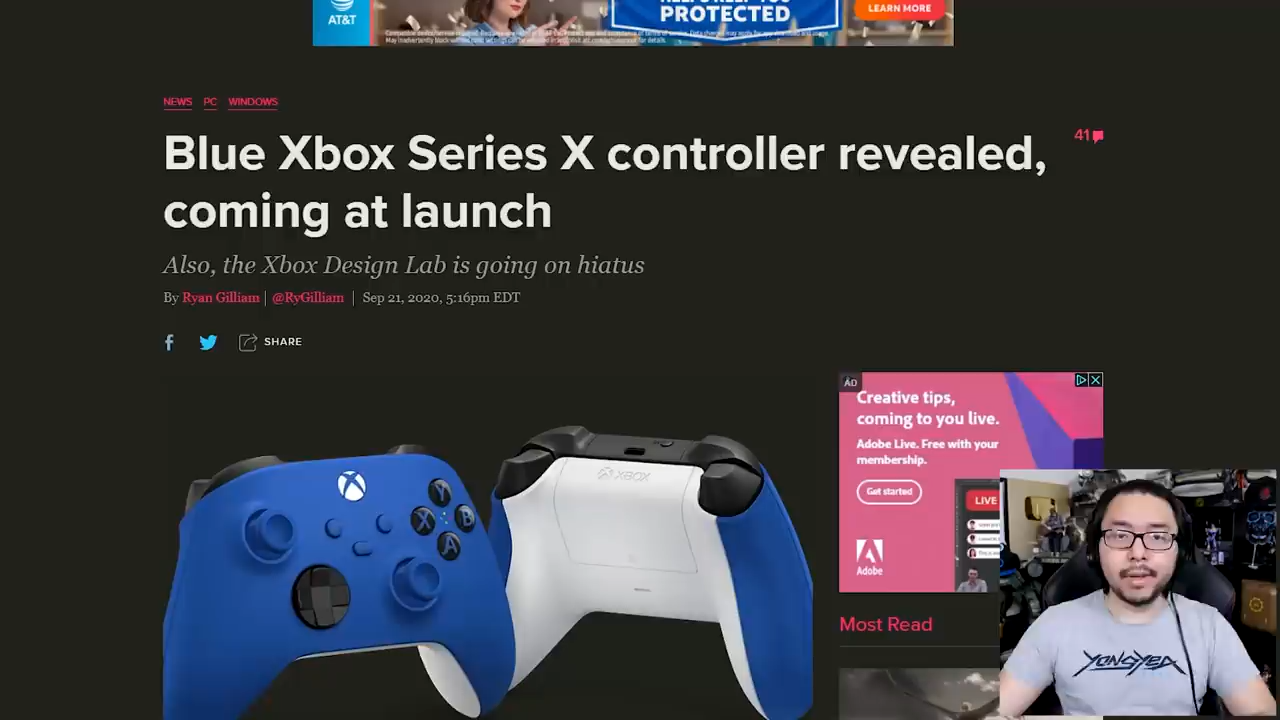 AT&T
PROTECTED
LEARN MORE
NEWS PC WINDOWS
Blue Xbox Series X controller revealed,
coming at launch
41
Also, the Xbox Design Lab is going on hiatus
By Ryan Gilliam | @RyGilliam | Sep 21, 2020, 5:16pm EDT
SHARE
AD
Creative tips,
coming to you live.
Adobe Live. Free with your
membership.
Get started
LIVE
Adobe
XBOX
Y
X B
A
Most Read
YONGYEA